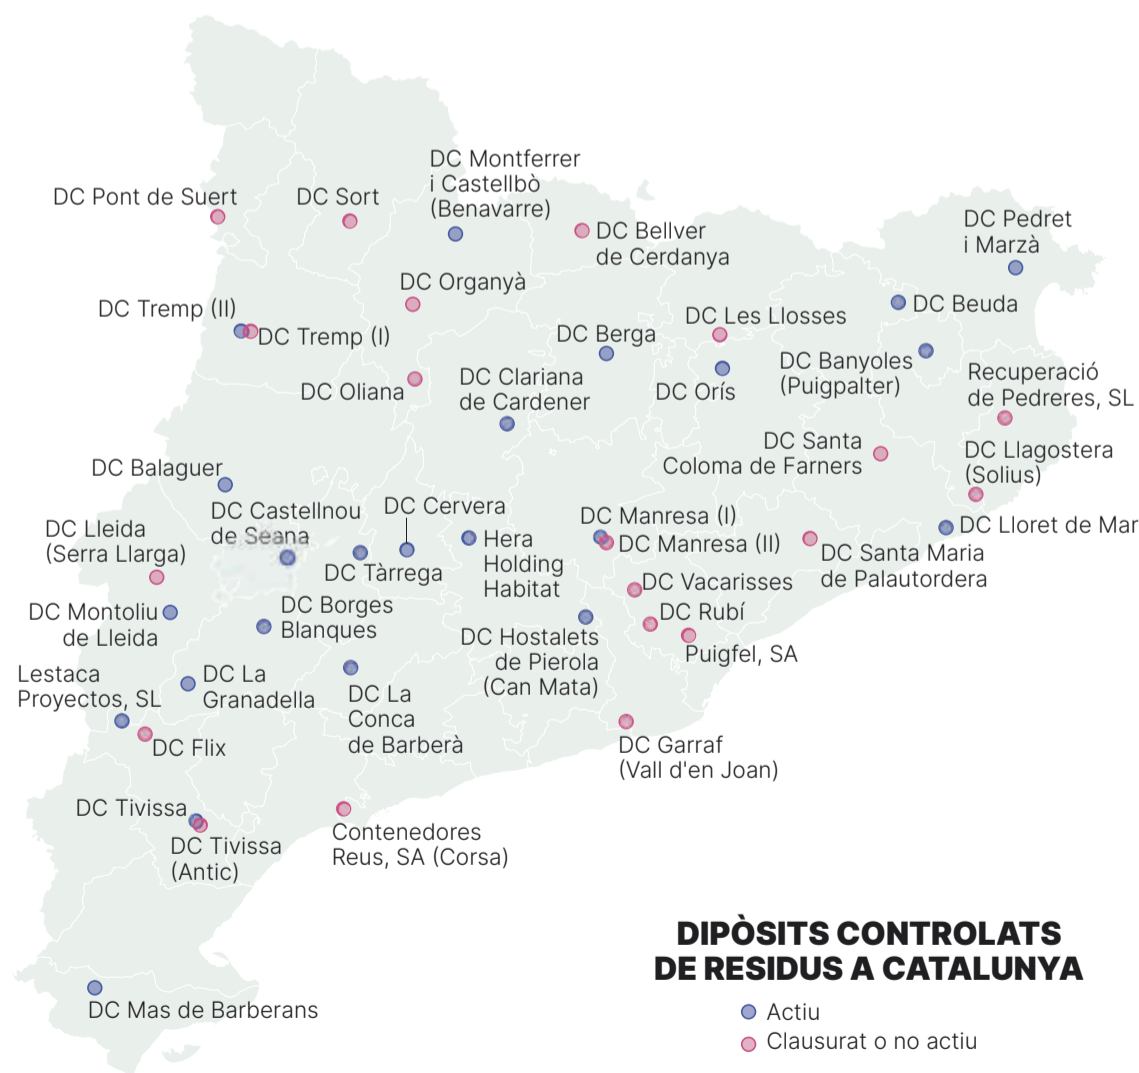 DC Montferrer
i Castellbò
(Benavarre)
DC Pont de Suert
DC Sort
DC Bellver
de Cerdanya
DC Pedret
i Marzà
DC Organyà
DC Tremp (II)
DC Tremp (I)
DC Beuda
DC Les Llosses
DC Berga
DC Banyoles
(Puigpalter)
DC Orís
Recuperació
de Pedreres, SL
DC Oliana
DC Clariana
de Cardener
DC Santa
Coloma de Farners
DC Llagostera
(Solius)
DC Balaguer
DC Castellnou
de Seana
DC Cervera
DC Lleida
(Serra Llarga)
DC Tàrrega
Hera
Holding
Habitat
DC Manresa (I)
DC Manresa (II)
DC Lloret de Mar
DC Santa Maria
de Palautordera
DC Vacarisses
DC Rubí
Puigfel, SA
DC Montoliu
de Lleida
DC Borges
Blanques
DC Hostalets
de Pierola
(Can Mata)
Lestaca
Proyectos, SL
DC La
Granadella
DC La
Conca
de Barberà
DC Flix
DC Garraf
(Vall d'en Joan)
DC Tivissa
DC Tivissa
(Antic)
Contenedores
Reus, SA (Corsa)
DC Mas de Barberans
DIPÒSITS CONTROLATS
DE RESIDUS A CATALUNYA
Actiu
Clausurat o no actiu